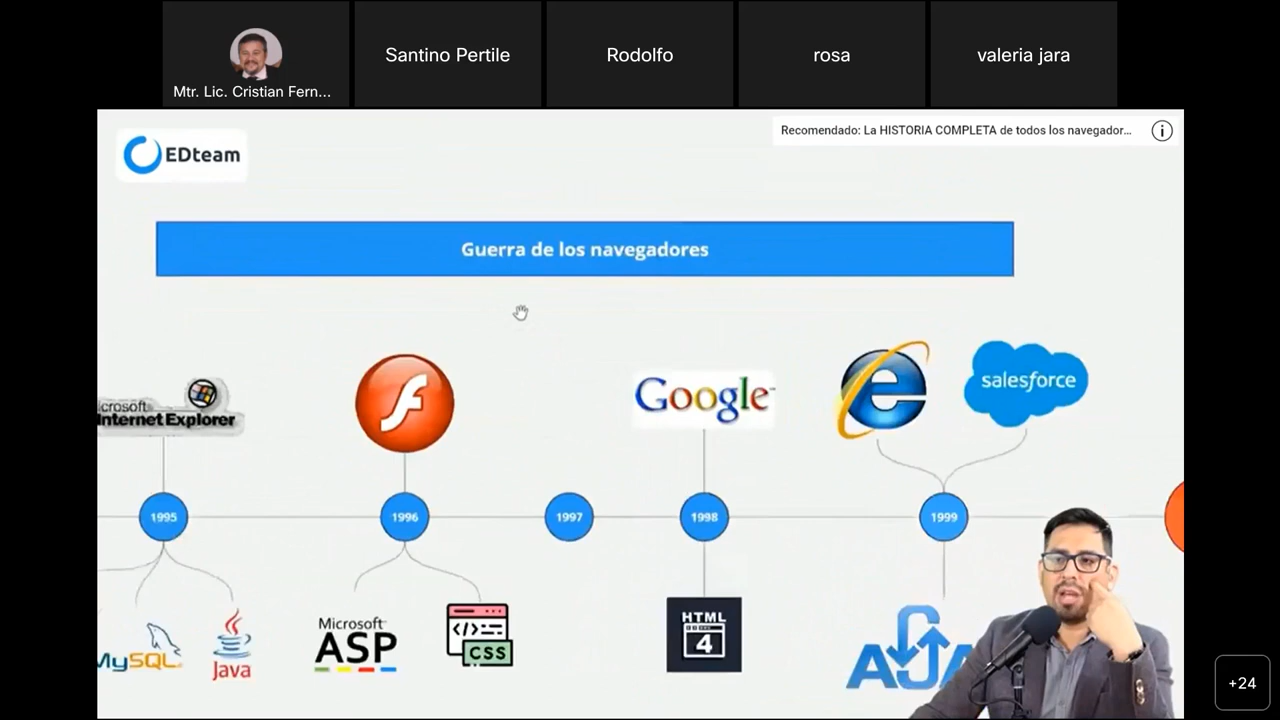 Mtr. Lic. Cristian Fern...
Santino Pertile
Rodolfo
rosa
valeria jara
EDteam
Recomendado: La HISTORIA COMPLETA de todos los navegador...
Guerra de los navegadores
icrosoft
Internet Explorer
Google
salesforce
1995
1996
1997
1998
1999
MySQL
Java
Microsoft
ASP
CSS
HTML
4
AJA
+24